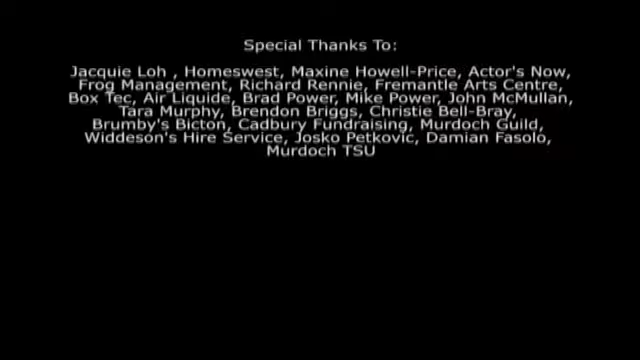 Special Thanks To:
Jacquie Loh , Homeswest, Maxine Howell-Price, Actor's Now,
Frog Management, Richard Rennie, Fremantle Arts Centre,
Box Tec, Air Liquide, Brad Power, Mike Power, John McMullan,
Tara Murphy, Brendon Briggs, Christie Bell-Bray,
Brumby's Bicton, Cadbury Fundraising, Murdoch Guild,
Widdeson's Hire Service, Josko Petkovic, Damian Fasolo,
Murdoch TSU